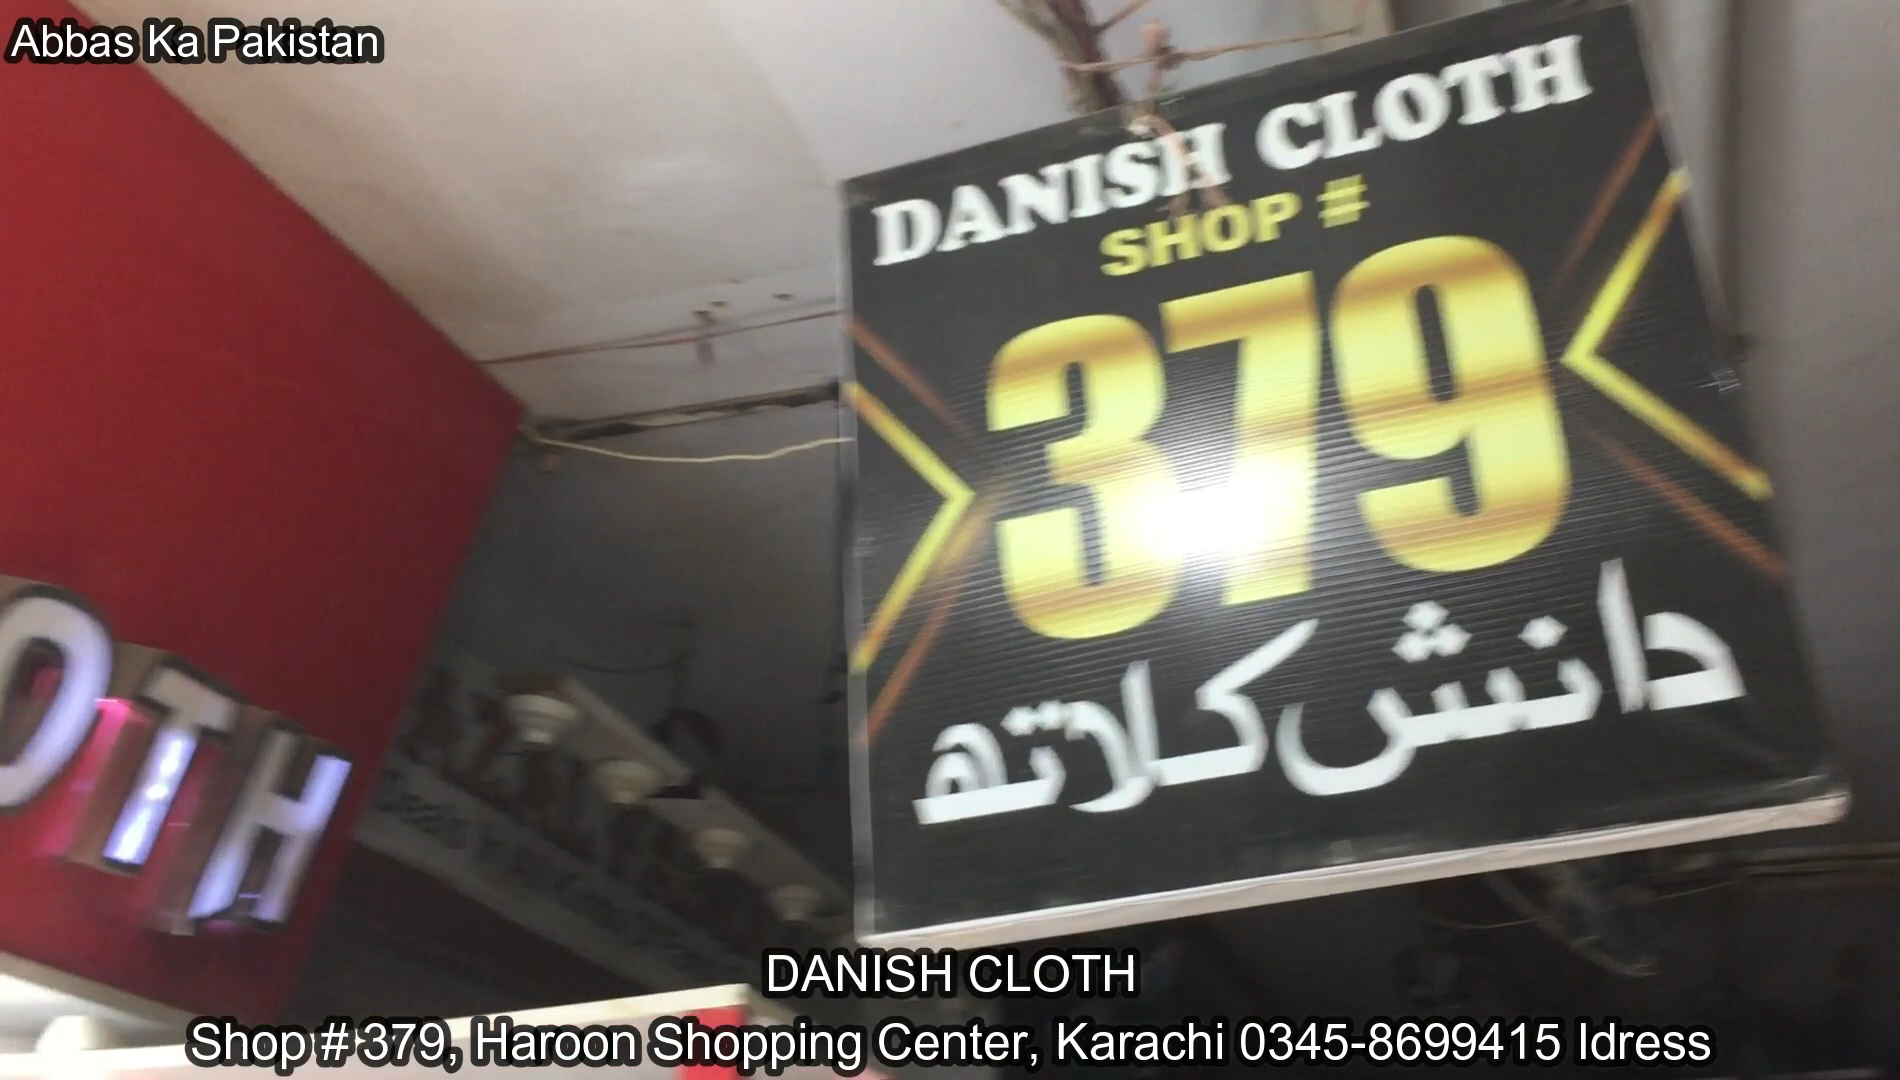 Abbas Ka Pakistan
DANISH CLOTH
SHOP #
379
دانش کلاتھ
OTH
DANISH CLOTH
Shop # 379, Haroon Shopping Center, Karachi 0345-8699415 Idress